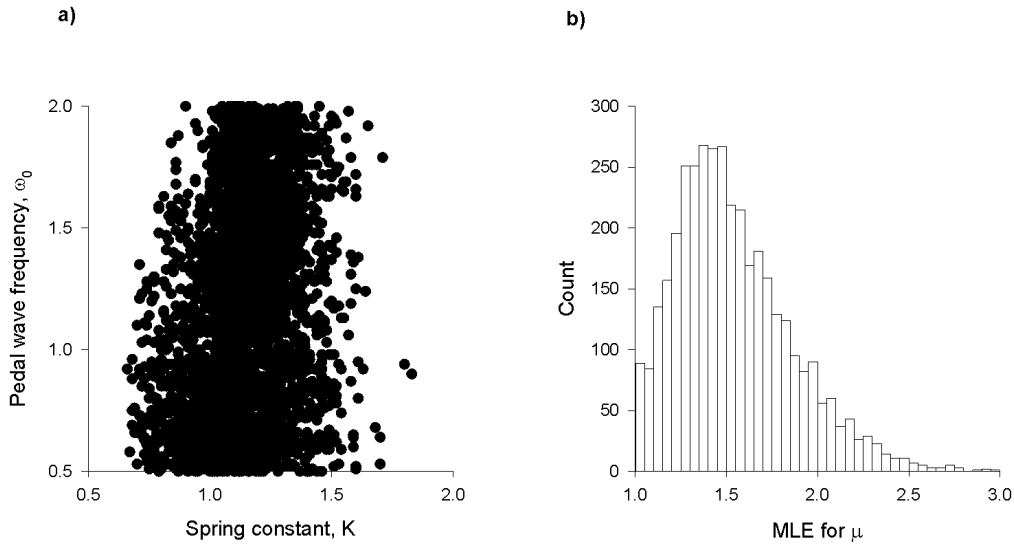 a)
Pedal wave frequency, ω0
2.0
1.5
1.0
0.5
0.5 1.0 1.5 2.0
Spring constant, K
b)
Count
300
250
200
150
100
50
0
1.0 1.5 2.0 2.5 3.0
MLE for μ